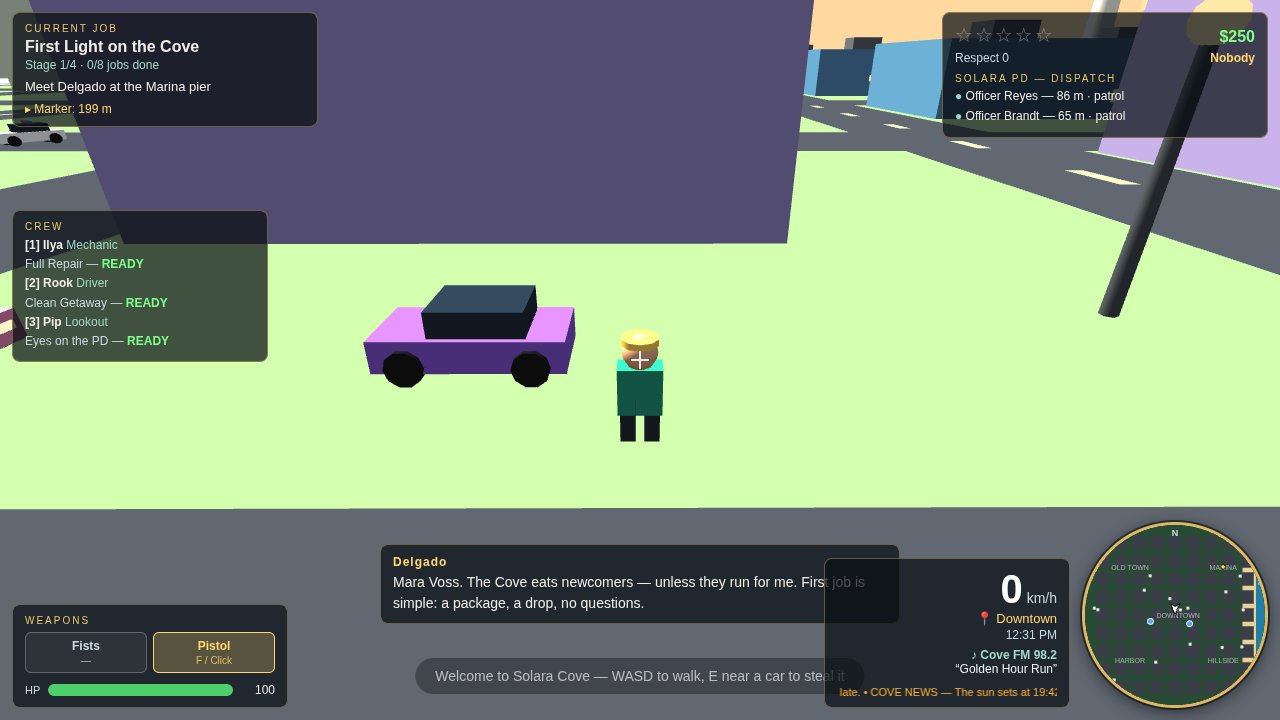 CURRENT JOB
First Light on the Cove
Stage 1/4 · 0/8 jobs done
Meet Delgado at the Marina pier
▸ Marker: 199 m
☆☆☆☆☆
$250
Respect 0
Nobody
SOLARA PD — DISPATCH
● Officer Reyes — 86 m · patrol
● Officer Brandt — 65 m · patrol
CREW
[1] Ilya Mechanic
Full Repair — READY
[2] Rook Driver
Clean Getaway — READY
[3] Pip Lookout
Eyes on the PD — READY
Delgado
Mara Voss. The Cove eats newcomers — unless they run for me. First job is
simple: a package, a drop, no questions.
Welcome to Solara Cove — WASD to walk, E near a car to steal it
WEAPONS
Fists
—
Pistol
F / Click
HP
100
0 km/h
📍 Downtown
12:31 PM
♪ Cove FM 98.2
“Golden Hour Run”
late. • COVE NEWS — The sun sets at 19:42
N
OLD TOWN
MARINA
DOWNTOWN
HARBOR
HILLSIDE